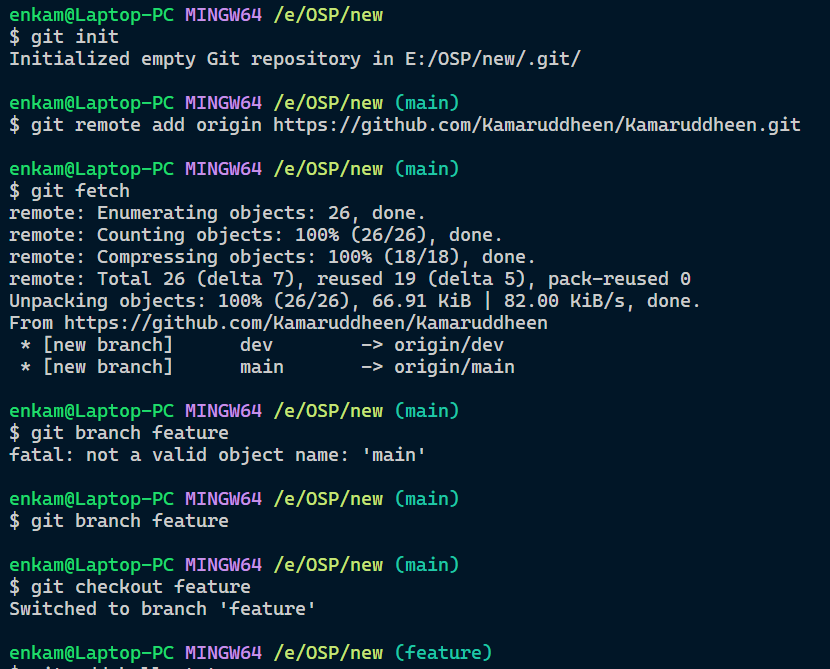 enkam@Laptop-PC MINGW64 /e/OSP/new
$ git init
Initialized empty Git repository in E:/OSP/new/.git/
enkam@Laptop-PC MINGW64 /e/OSP/new (main)
$ git remote add origin https://github.com/Kamaruddheen/Kamaruddheen.git
enkam@Laptop-PC MINGW64 /e/OSP/new (main)
$ git fetch
remote: Enumerating objects: 26, done.
remote: Counting objects: 100% (26/26), done.
remote: Compressing objects: 100% (18/18), done.
remote: Total 26 (delta 7), reused 19 (delta 5), pack-reused 0
Unpacking objects: 100% (26/26), 66.91 KiB | 82.00 KiB/s, done.
From https://github.com/Kamaruddheen/Kamaruddheen
 * [new branch]      dev        -> origin/dev
 * [new branch]      main       -> origin/main
enkam@Laptop-PC MINGW64 /e/OSP/new (main)
$ git branch feature
fatal: not a valid object name: 'main'
enkam@Laptop-PC MINGW64 /e/OSP/new (main)
$ git branch feature
enkam@Laptop-PC MINGW64 /e/OSP/new (main)
$ git checkout feature
Switched to branch 'feature'
enkam@Laptop-PC MINGW64 /e/OSP/new (feature)